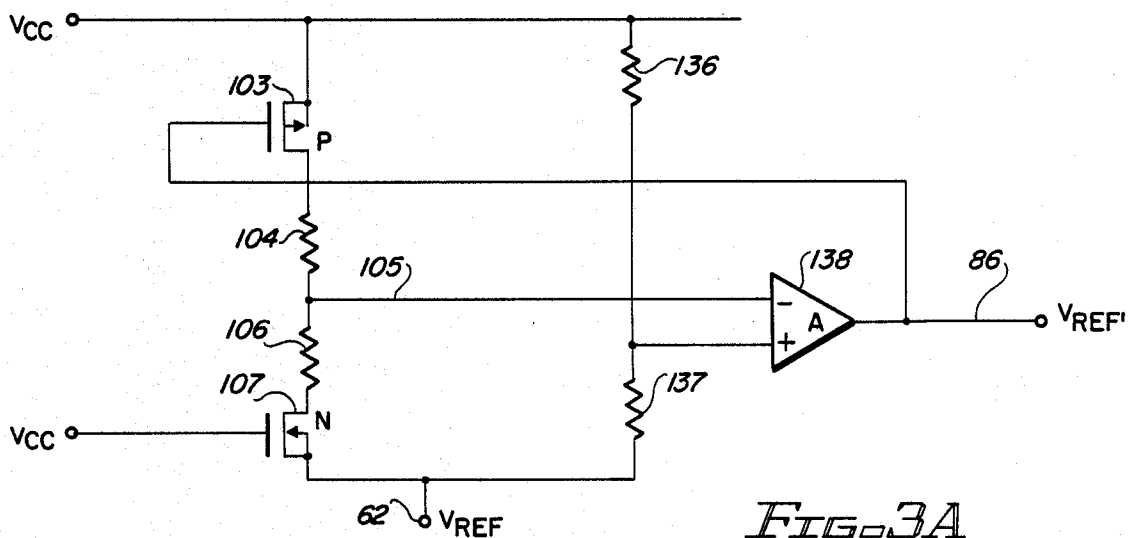 VCC
136
103
P
104
105
138
86
-
A
+
VREF'
106
137
107
N
VCC
62
VREF
FIG-3A